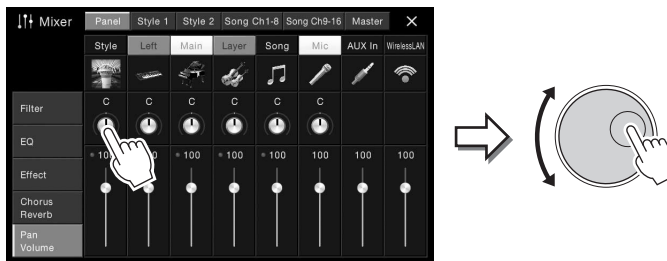 Mixer Panel Style 1 Style 2 Song Ch1-8 Song Ch9-16 Master
Style Left Main Layer Song Mic AUX In WirelessLAN
Filter
C C C C C C
EQ
Effect
100 100 100 100 100 100 100
Chorus
Reverb
Pan
Volume